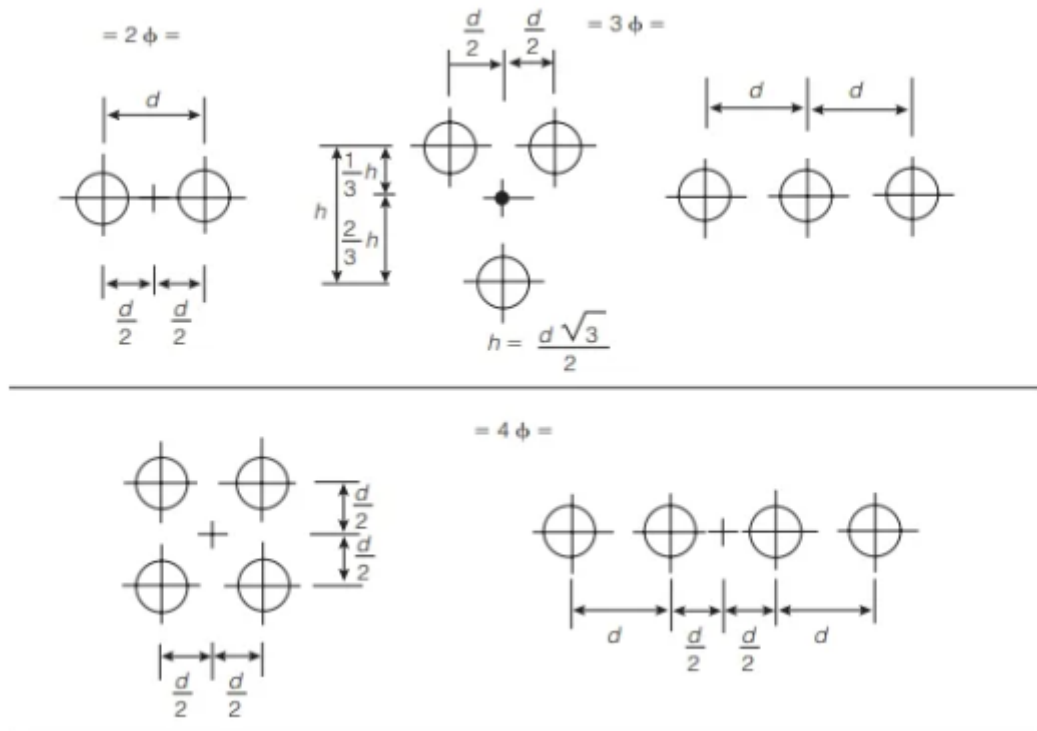 = 2 ϕ =
d
d/2 d/2
d/2 d/2
= 3 ϕ =
h
1/3 h
2/3 h
h = d√3/2
d d
= 4 ϕ =
d/2
d/2
d/2 d/2
d d/2 d/2 d